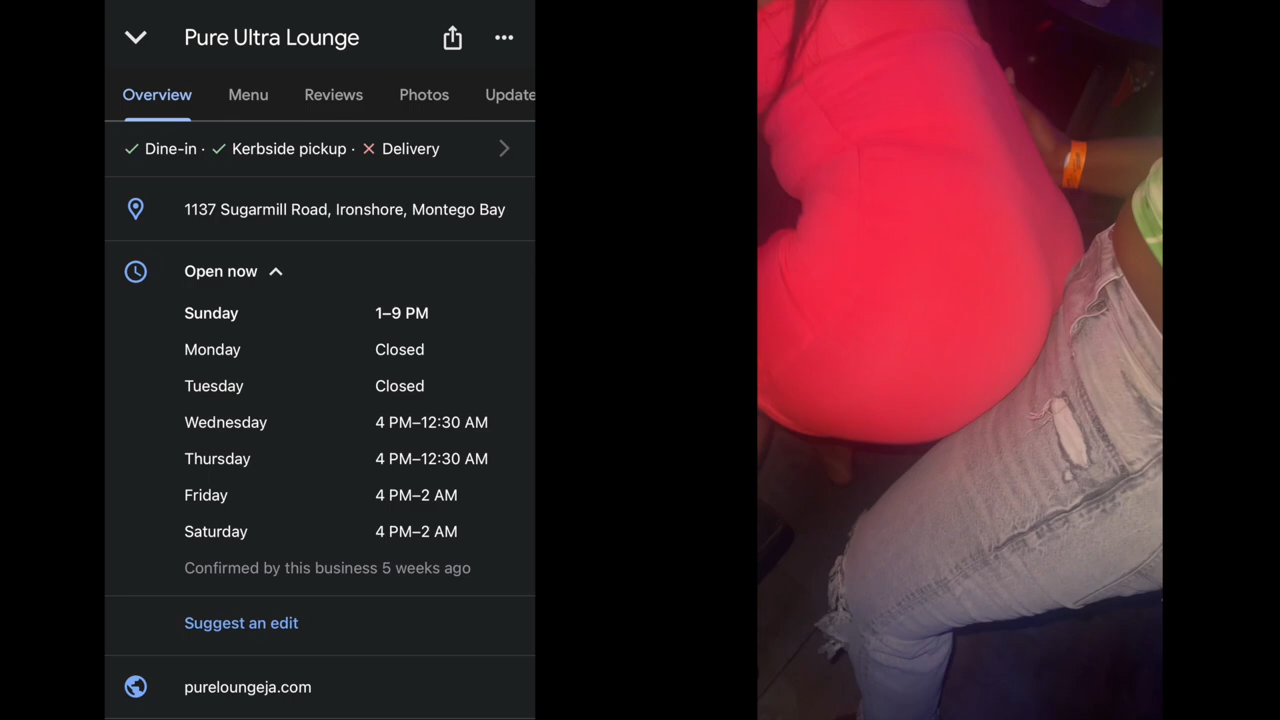 Pure Ultra Lounge
Overview Menu Reviews Photos Update
Dine-in · Kerbside pickup · Delivery
1137 Sugarmill Road, Ironshore, Montego Bay
Open now
Sunday 1–9 PM
Monday Closed
Tuesday Closed
Wednesday 4 PM–12:30 AM
Thursday 4 PM–12:30 AM
Friday 4 PM–2 AM
Saturday 4 PM–2 AM
Confirmed by this business 5 weeks ago
Suggest an edit
pureloungeja.com